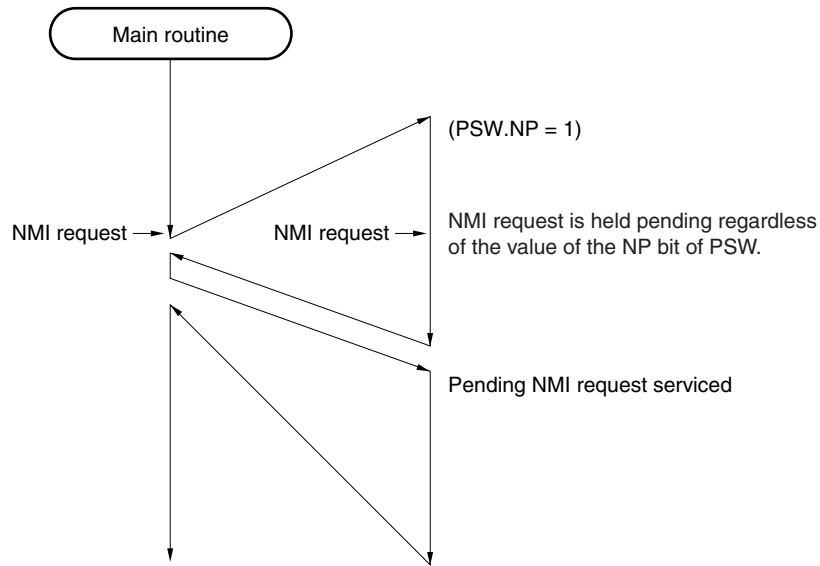 Main routine
(PSW.NP = 1)
NMI request
NMI request
NMI request is held pending regardless
of the value of the NP bit of PSW.
Pending NMI request serviced